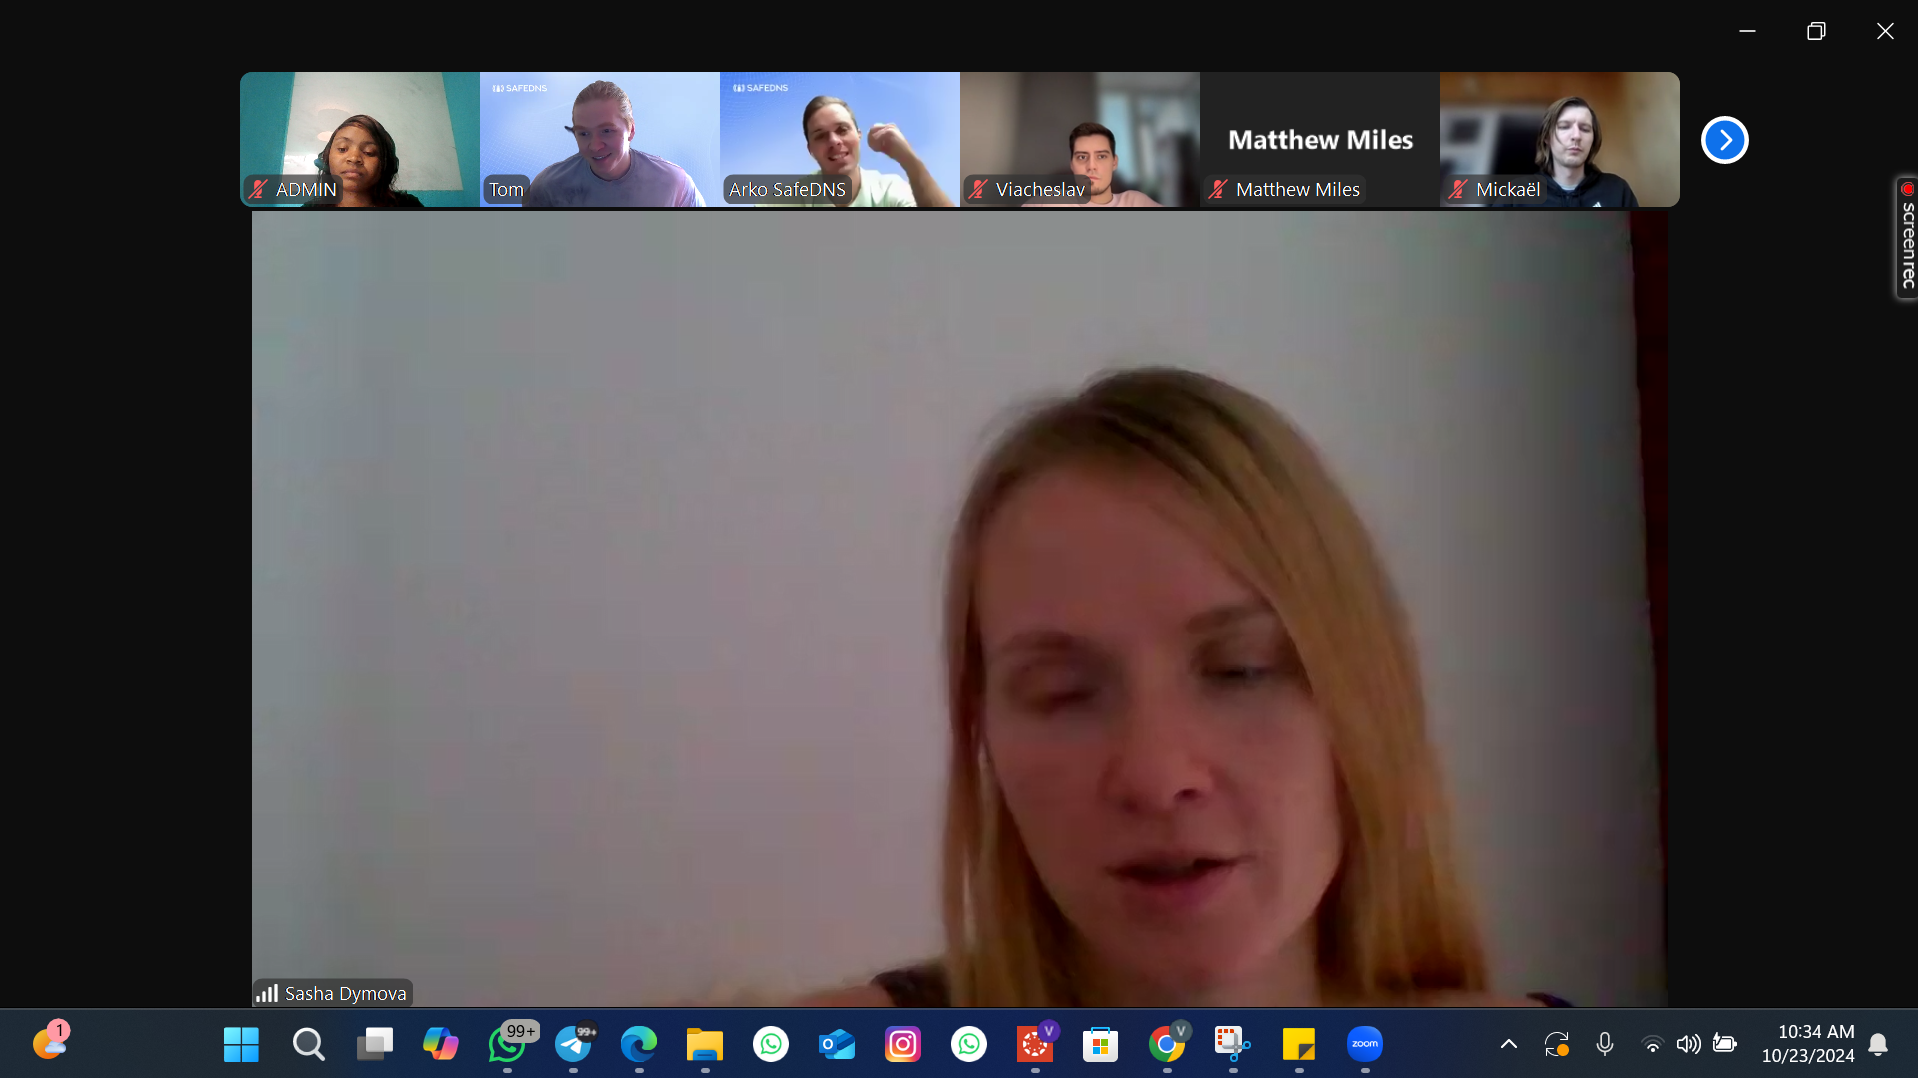 SAFEDNS
SAFEDNS
Matthew Miles
ADMIN
Tom
Arko SafeDNS
Viacheslav
Matthew Miles
Mickaël
screenrec
Sasha Dymova
1
99+
99+
V
V
zoom
10:34 AM
10/23/2024